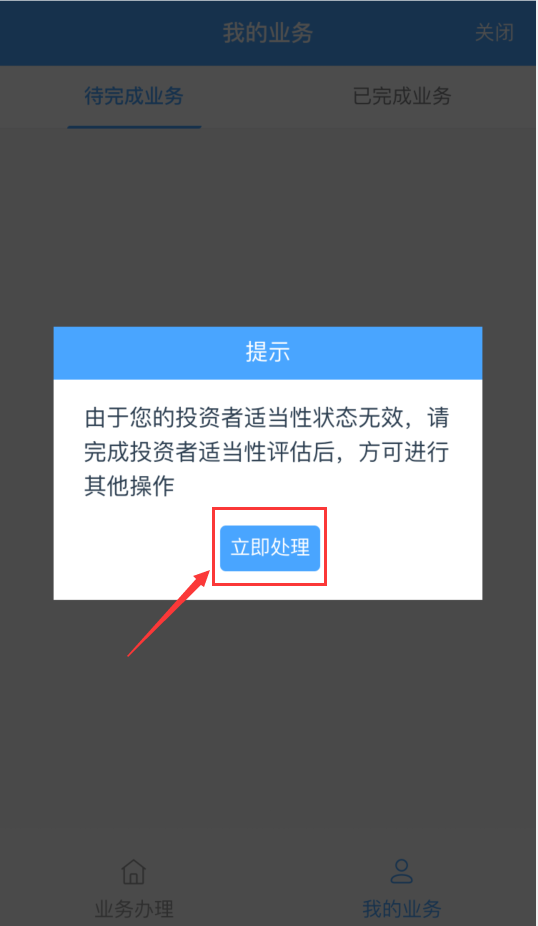 我的业务
关闭
待完成业务
已完成业务
提示
由于您的投资者适当性状态无效，请
完成投资者适当性评估后，方可进行
其他操作
立即处理
业务办理
我的业务